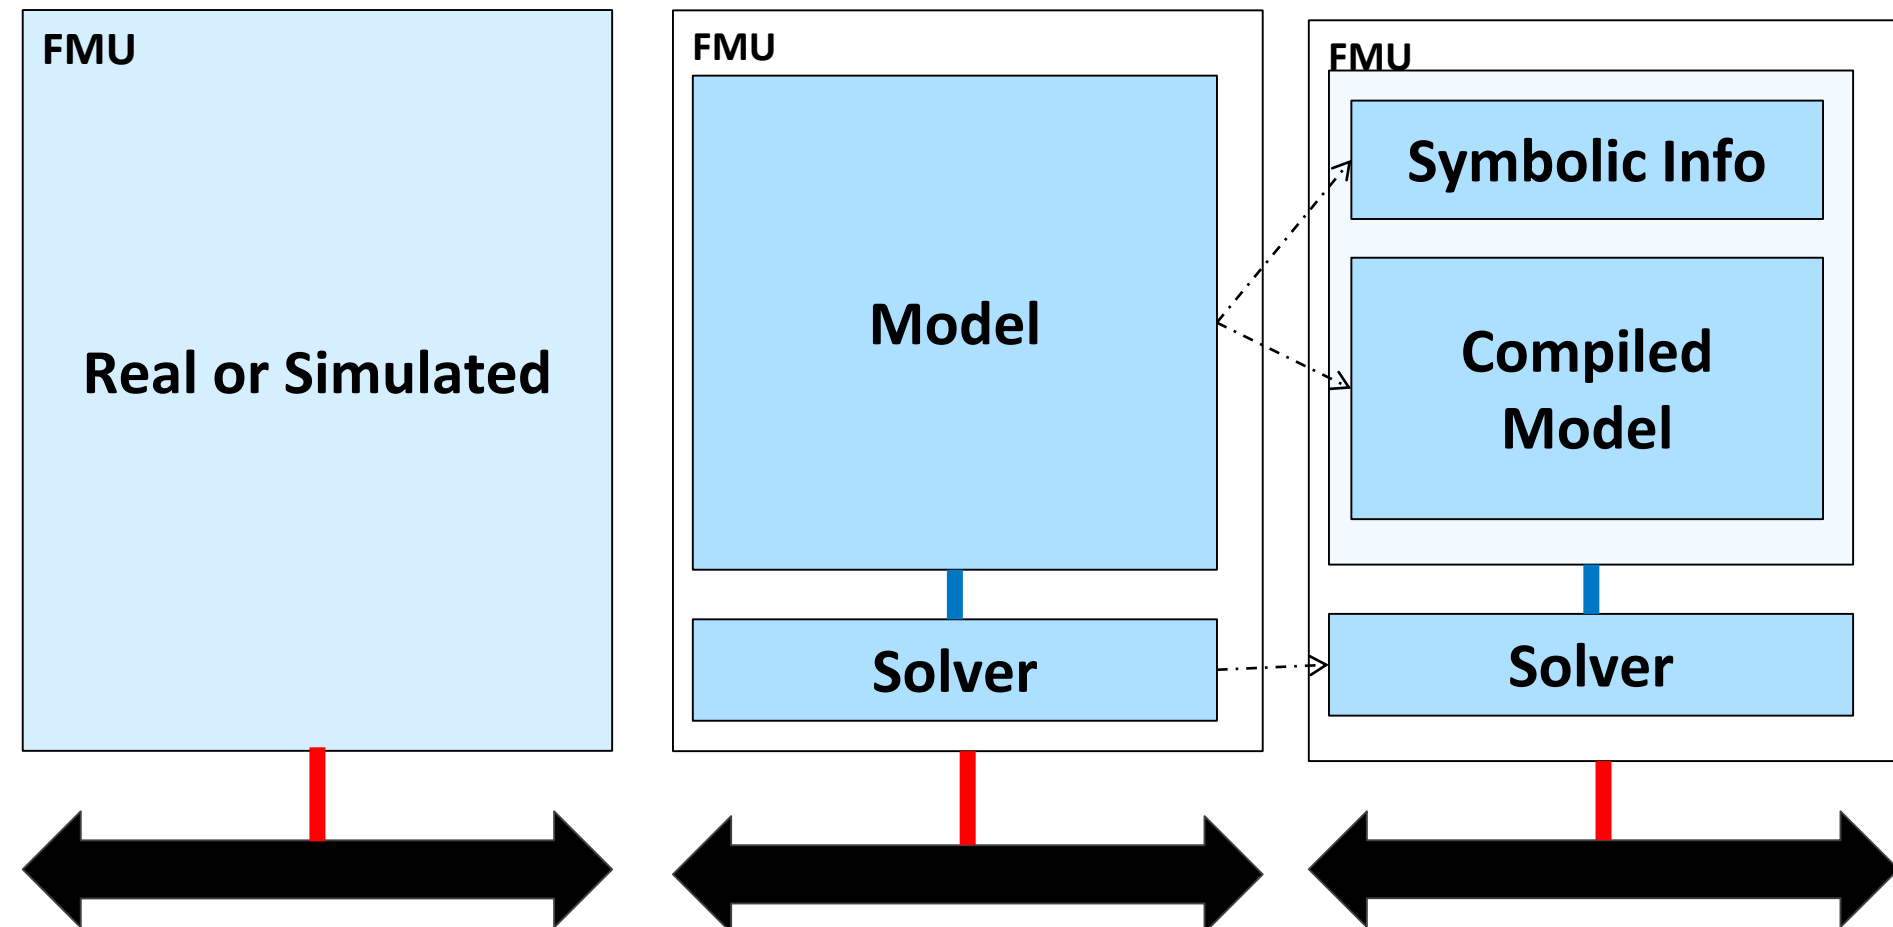 FMU
Real or Simulated
FMU
Model
Solver
FMU
Symbolic Info
Compiled
Model
Solver